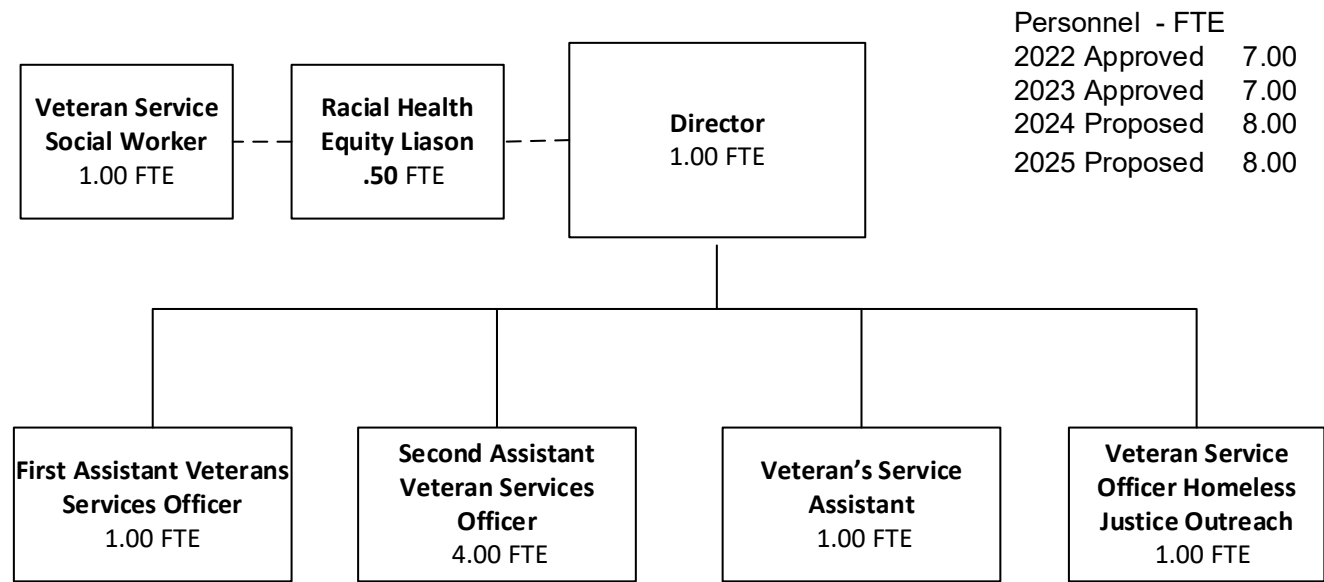 Personnel - FTE
2022 Approved 7.00
2023 Approved 7.00
2024 Proposed 8.00
2025 Proposed 8.00
Veteran Service
Social Worker
1.00 FTE
Racial Health
Equity Liason
.50 FTE
Director
1.00 FTE
First Assistant Veterans
Services Officer
1.00 FTE
Second Assistant
Veteran Services
Officer
4.00 FTE
Veteran’s Service
Assistant
1.00 FTE
Veteran Service
Officer Homeless
Justice Outreach
1.00 FTE